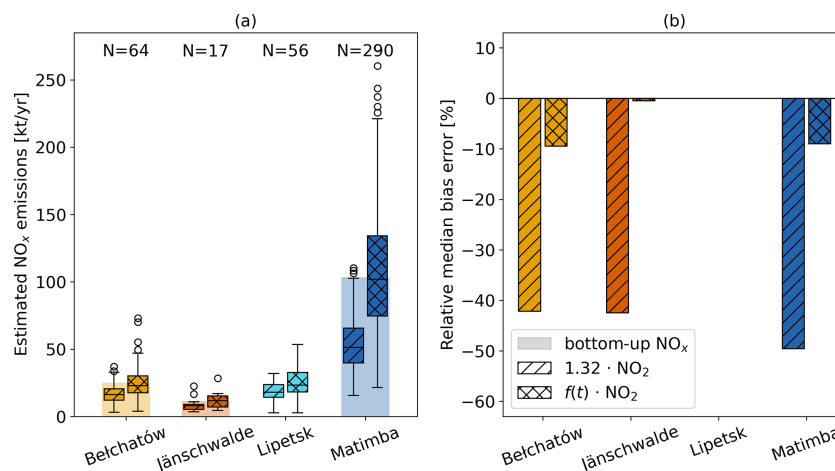 (a)
N=64 N=17 N=56 N=290
Estimated NOₓ emissions [kt/yr]
250
200
150
100
50
0
Bełchatów Jänschwalde Lipetsk Matimba
(b)
Relative median bias error [%]
10
0
−10
−20
−30
−40
−50
−60
bottom-up NOₓ
1.32 · NO₂
f(t) · NO₂
Bełchatów Jänschwalde Lipetsk Matimba